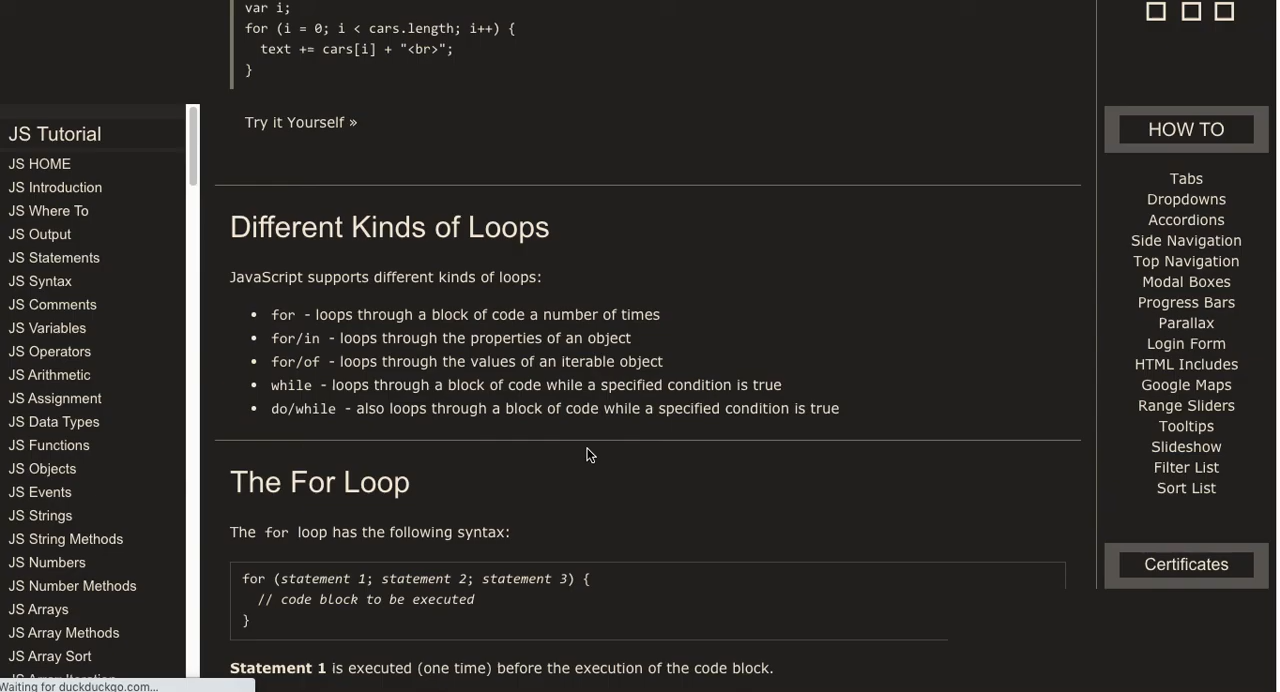 var i;
for (i = 0; i < cars.length; i++) {
text += cars[i] + "<br>";
}
Try it Yourself »
JS Tutorial
JS HOME
JS Introduction
JS Where To
JS Output
JS Statements
JS Syntax
JS Comments
JS Variables
JS Operators
JS Arithmetic
JS Assignment
JS Data Types
JS Functions
JS Objects
JS Events
JS Strings
JS String Methods
JS Numbers
JS Number Methods
JS Arrays
JS Array Methods
JS Array Sort
JS Array Iteration
Waiting for duckduckgo.com...
Different Kinds of Loops
JavaScript supports different kinds of loops:
• for - loops through a block of code a number of times
• for/in - loops through the properties of an object
• for/of - loops through the values of an iterable object
• while - loops through a block of code while a specified condition is true
• do/while - also loops through a block of code while a specified condition is true
The For Loop
The for loop has the following syntax:
for (statement 1; statement 2; statement 3) {
// code block to be executed
}
Statement 1 is executed (one time) before the execution of the code block.
HOW TO
Tabs
Dropdowns
Accordions
Side Navigation
Top Navigation
Modal Boxes
Progress Bars
Parallax
Login Form
HTML Includes
Google Maps
Range Sliders
Tooltips
Slideshow
Filter List
Sort List
Certificates